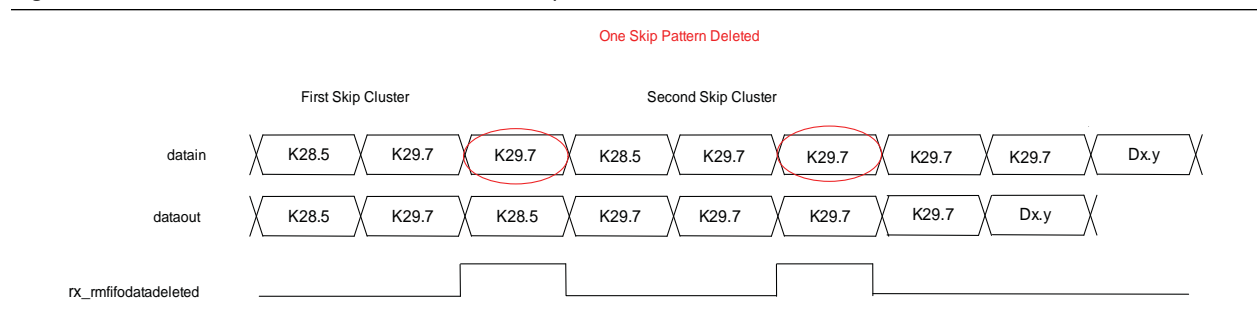 One Skip Pattern Deleted
First Skip Cluster Second Skip Cluster
datain K28.5 K29.7 K29.7 K28.5 K29.7 K29.7 K29.7 K29.7 Dx.y
dataout K28.5 K29.7 K28.5 K29.7 K29.7 K29.7 K29.7 Dx.y
rx_rmfifodatadeleted